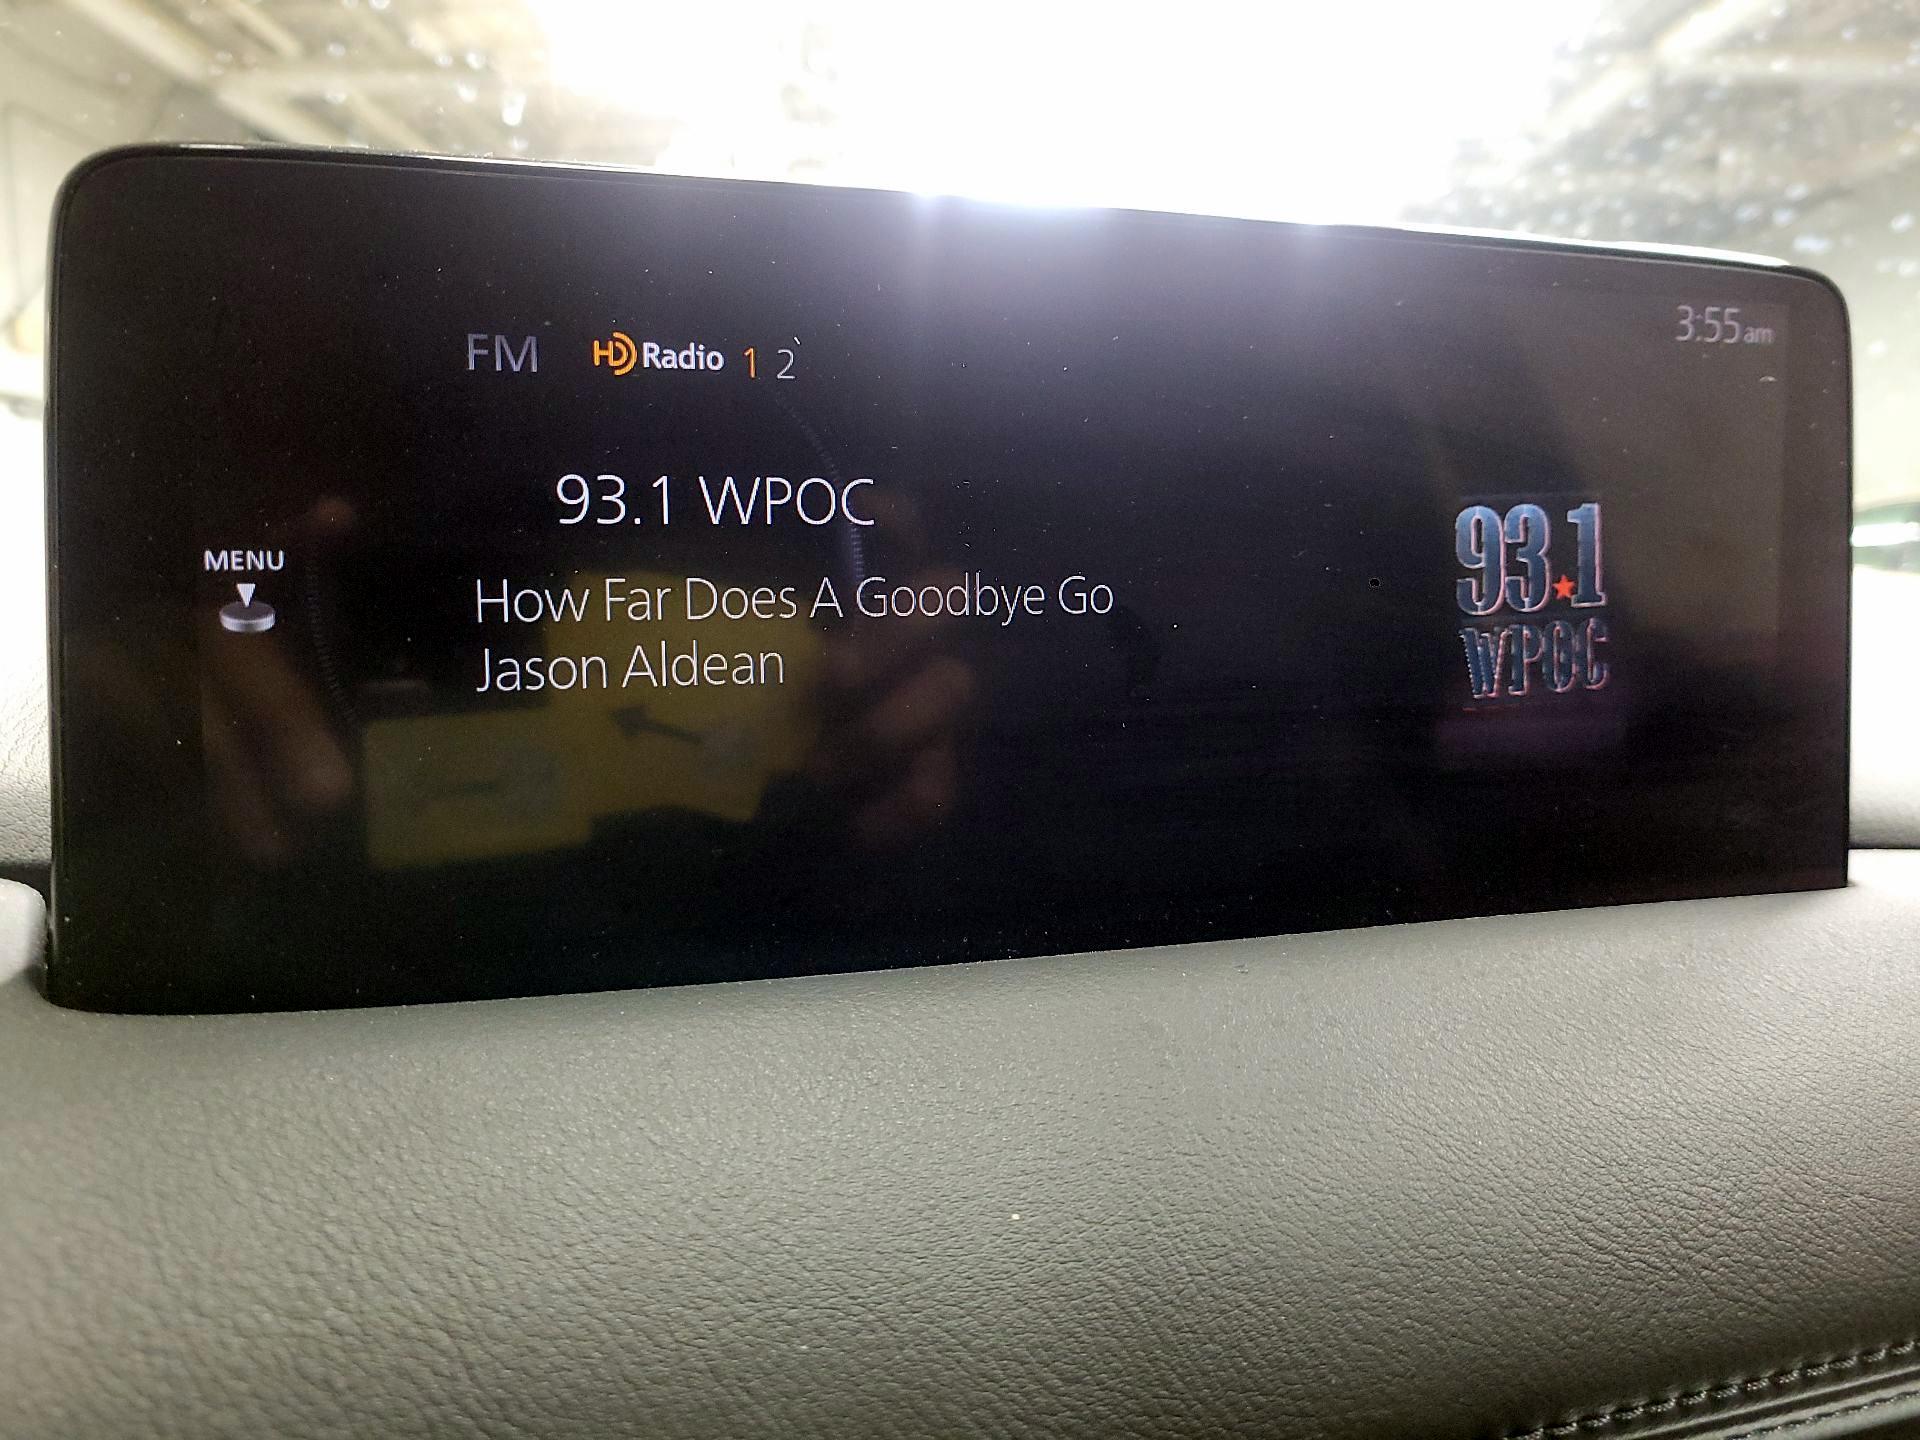 3:55 am
FM HD Radio 1 2
93.1 WPOC
MENU
How Far Does A Goodbye Go
Jason Aldean
93.1
WPOC